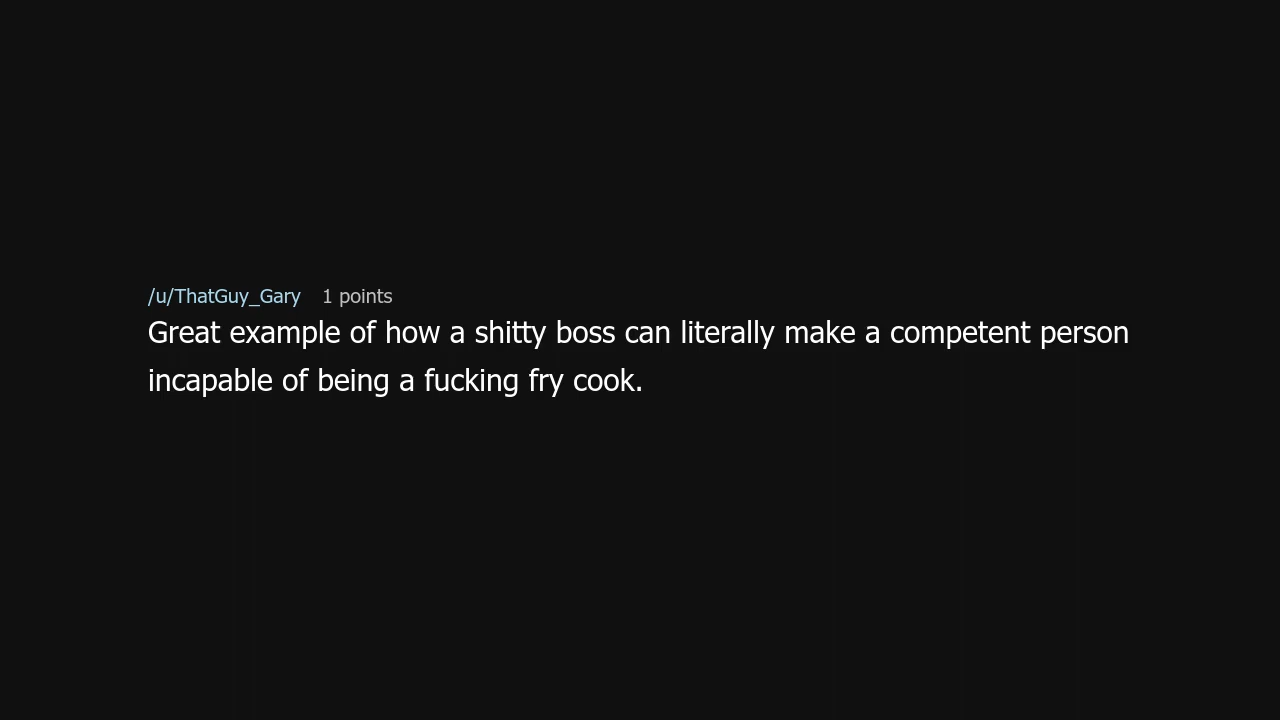 /u/ThatGuy_Gary 1 points
Great example of how a shitty boss can literally make a competent person
incapable of being a fucking fry cook.